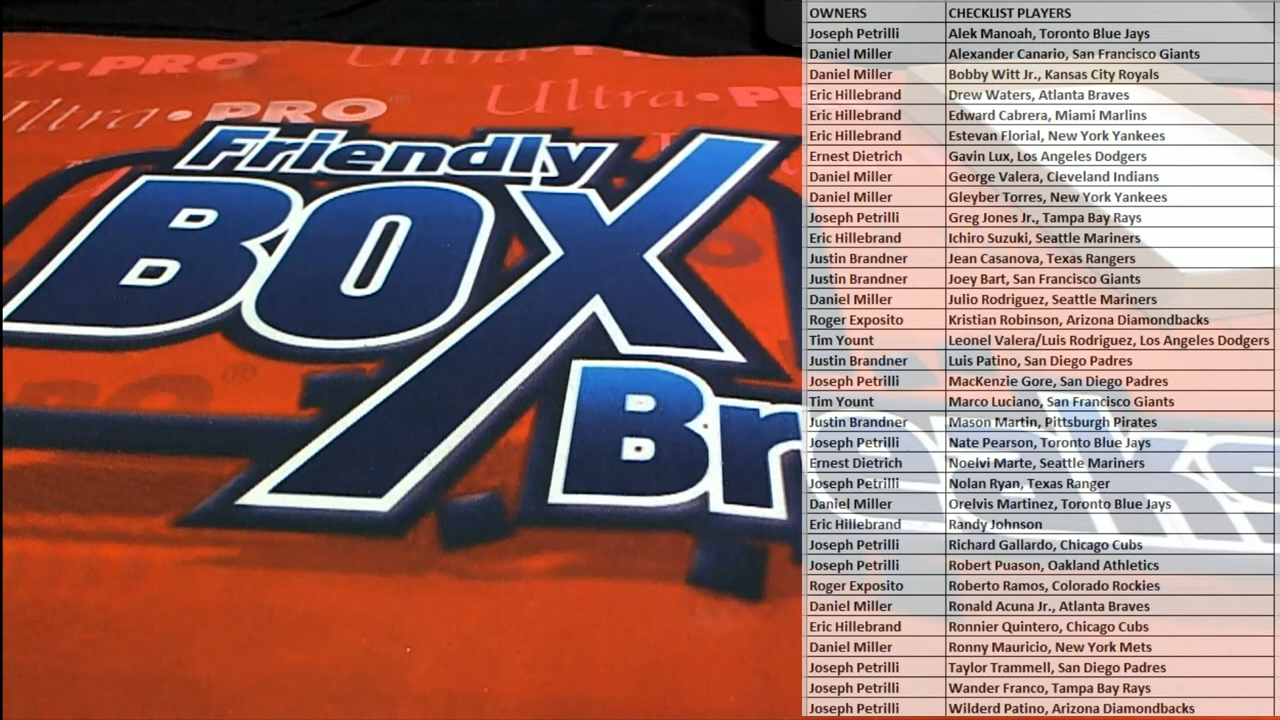 Ultra•PRO
Ultra•PRO
Friendly
BOX
Br
OWNERS CHECKLIST PLAYERS
Joseph Petrilli Alek Manoah, Toronto Blue Jays
Daniel Miller Alexander Canario, San Francisco Giants
Daniel Miller Bobby Witt Jr., Kansas City Royals
Eric Hillebrand Drew Waters, Atlanta Braves
Eric Hillebrand Edward Cabrera, Miami Marlins
Eric Hillebrand Estevan Florial, New York Yankees
Ernest Dietrich Gavin Lux, Los Angeles Dodgers
Daniel Miller George Valera, Cleveland Indians
Daniel Miller Gleyber Torres, New York Yankees
Joseph Petrilli Greg Jones Jr., Tampa Bay Rays
Eric Hillebrand Ichiro Suzuki, Seattle Mariners
Justin Brandner Jean Casanova, Texas Rangers
Justin Brandner Joey Bart, San Francisco Giants
Daniel Miller Julio Rodriguez, Seattle Mariners
Roger Exposito Kristian Robinson, Arizona Diamondbacks
Tim Yount Leonel Valera/Luis Rodriguez, Los Angeles Dodgers
Justin Brandner Luis Patino, San Diego Padres
Joseph Petrilli MacKenzie Gore, San Diego Padres
Tim Yount Marco Luciano, San Francisco Giants
Justin Brandner Mason Martin, Pittsburgh Pirates
Joseph Petrilli Nate Pearson, Toronto Blue Jays
Ernest Dietrich Noelvi Marte, Seattle Mariners
Joseph Petrilli Nolan Ryan, Texas Ranger
Daniel Miller Orelvis Martinez, Toronto Blue Jays
Eric Hillebrand Randy Johnson
Joseph Petrilli Richard Gallardo, Chicago Cubs
Joseph Petrilli Robert Puason, Oakland Athletics
Roger Exposito Roberto Ramos, Colorado Rockies
Daniel Miller Ronald Acuna Jr., Atlanta Braves
Eric Hillebrand Ronnier Quintero, Chicago Cubs
Daniel Miller Ronny Mauricio, New York Mets
Joseph Petrilli Taylor Trammell, San Diego Padres
Joseph Petrilli Wander Franco, Tampa Bay Rays
Joseph Petrilli Wilderd Patino, Arizona Diamondbacks